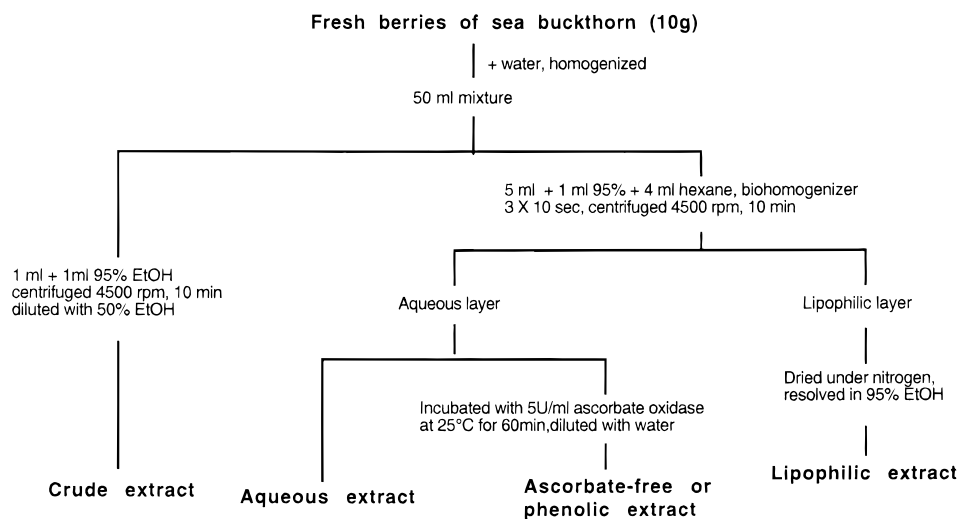 Fresh berries of sea buckthorn (10g)
+ water, homogenized
50 ml mixture
5 ml + 1 ml 95% + 4 ml hexane, biohomogenizer
3 X 10 sec, centrifuged 4500 rpm, 10 min
1 ml + 1ml 95% EtOH
centrifuged 4500 rpm, 10 min
diluted with 50% EtOH
Aqueous layer
Lipophilic layer
Incubated with 5U/ml ascorbate oxidase
at 25°C for 60min,diluted with water
Dried under nitrogen,
resolved in 95% EtOH
Crude extract
Aqueous extract
Ascorbate-free or
phenolic extract
Lipophilic extract